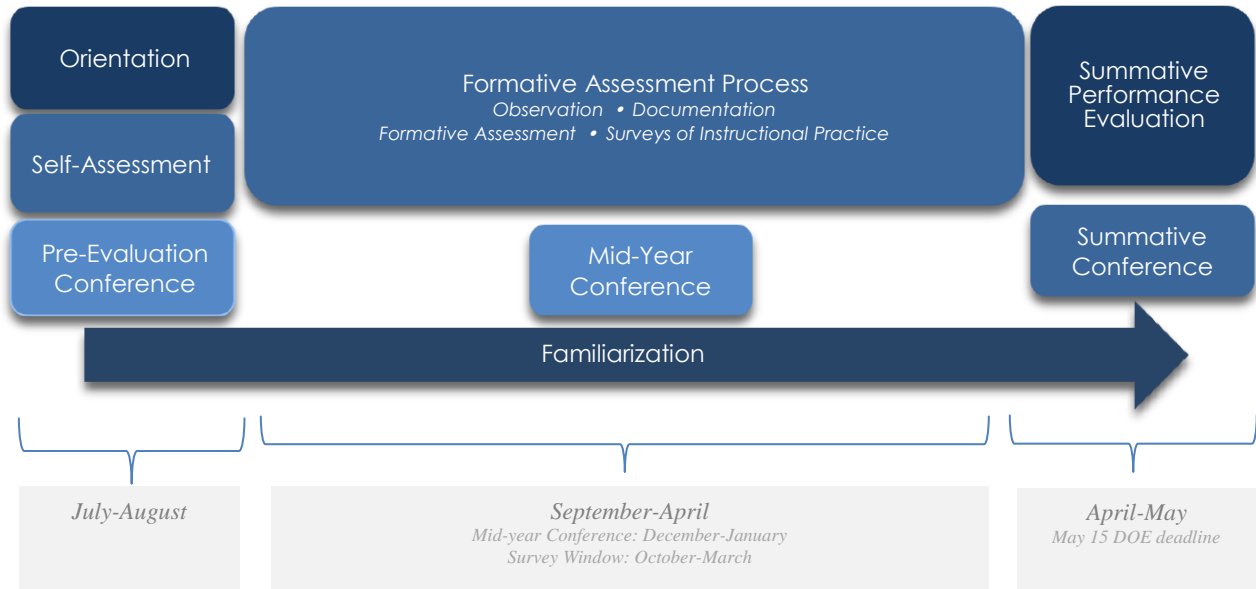 Orientation
Self-Assessment
Pre-Evaluation
Conference
Formative Assessment Process
Observation • Documentation
Formative Assessment • Surveys of Instructional Practice
Mid-Year
Conference
Summative
Performance
Evaluation
Summative
Conference
Familiarization
July-August
September-April
Mid-year Conference: December-January
Survey Window: October-March
April-May
May 15 DOE deadline